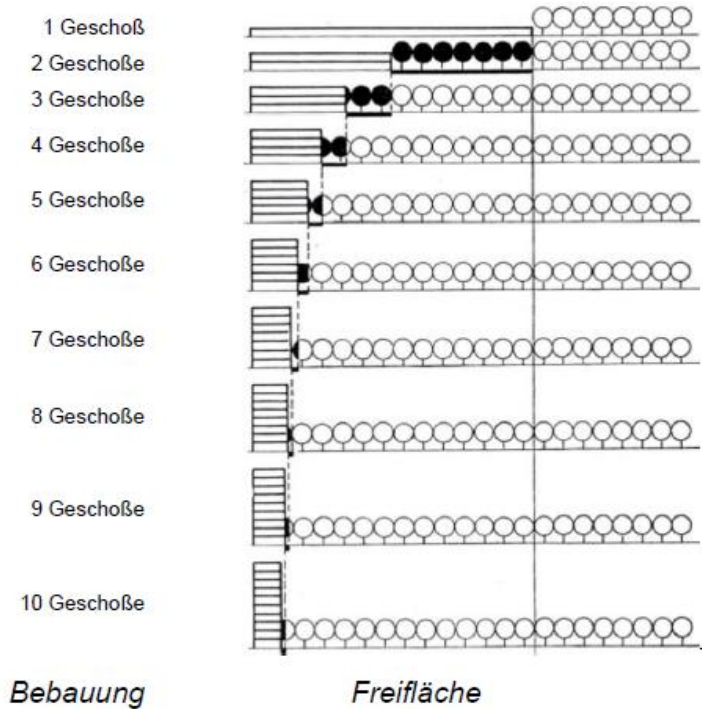 1 Geschoß
2 Geschoße
3 Geschoße
4 Geschoße
5 Geschoße
6 Geschoße
7 Geschoße
8 Geschoße
9 Geschoße
10 Geschoße
Bebauung Freifläche